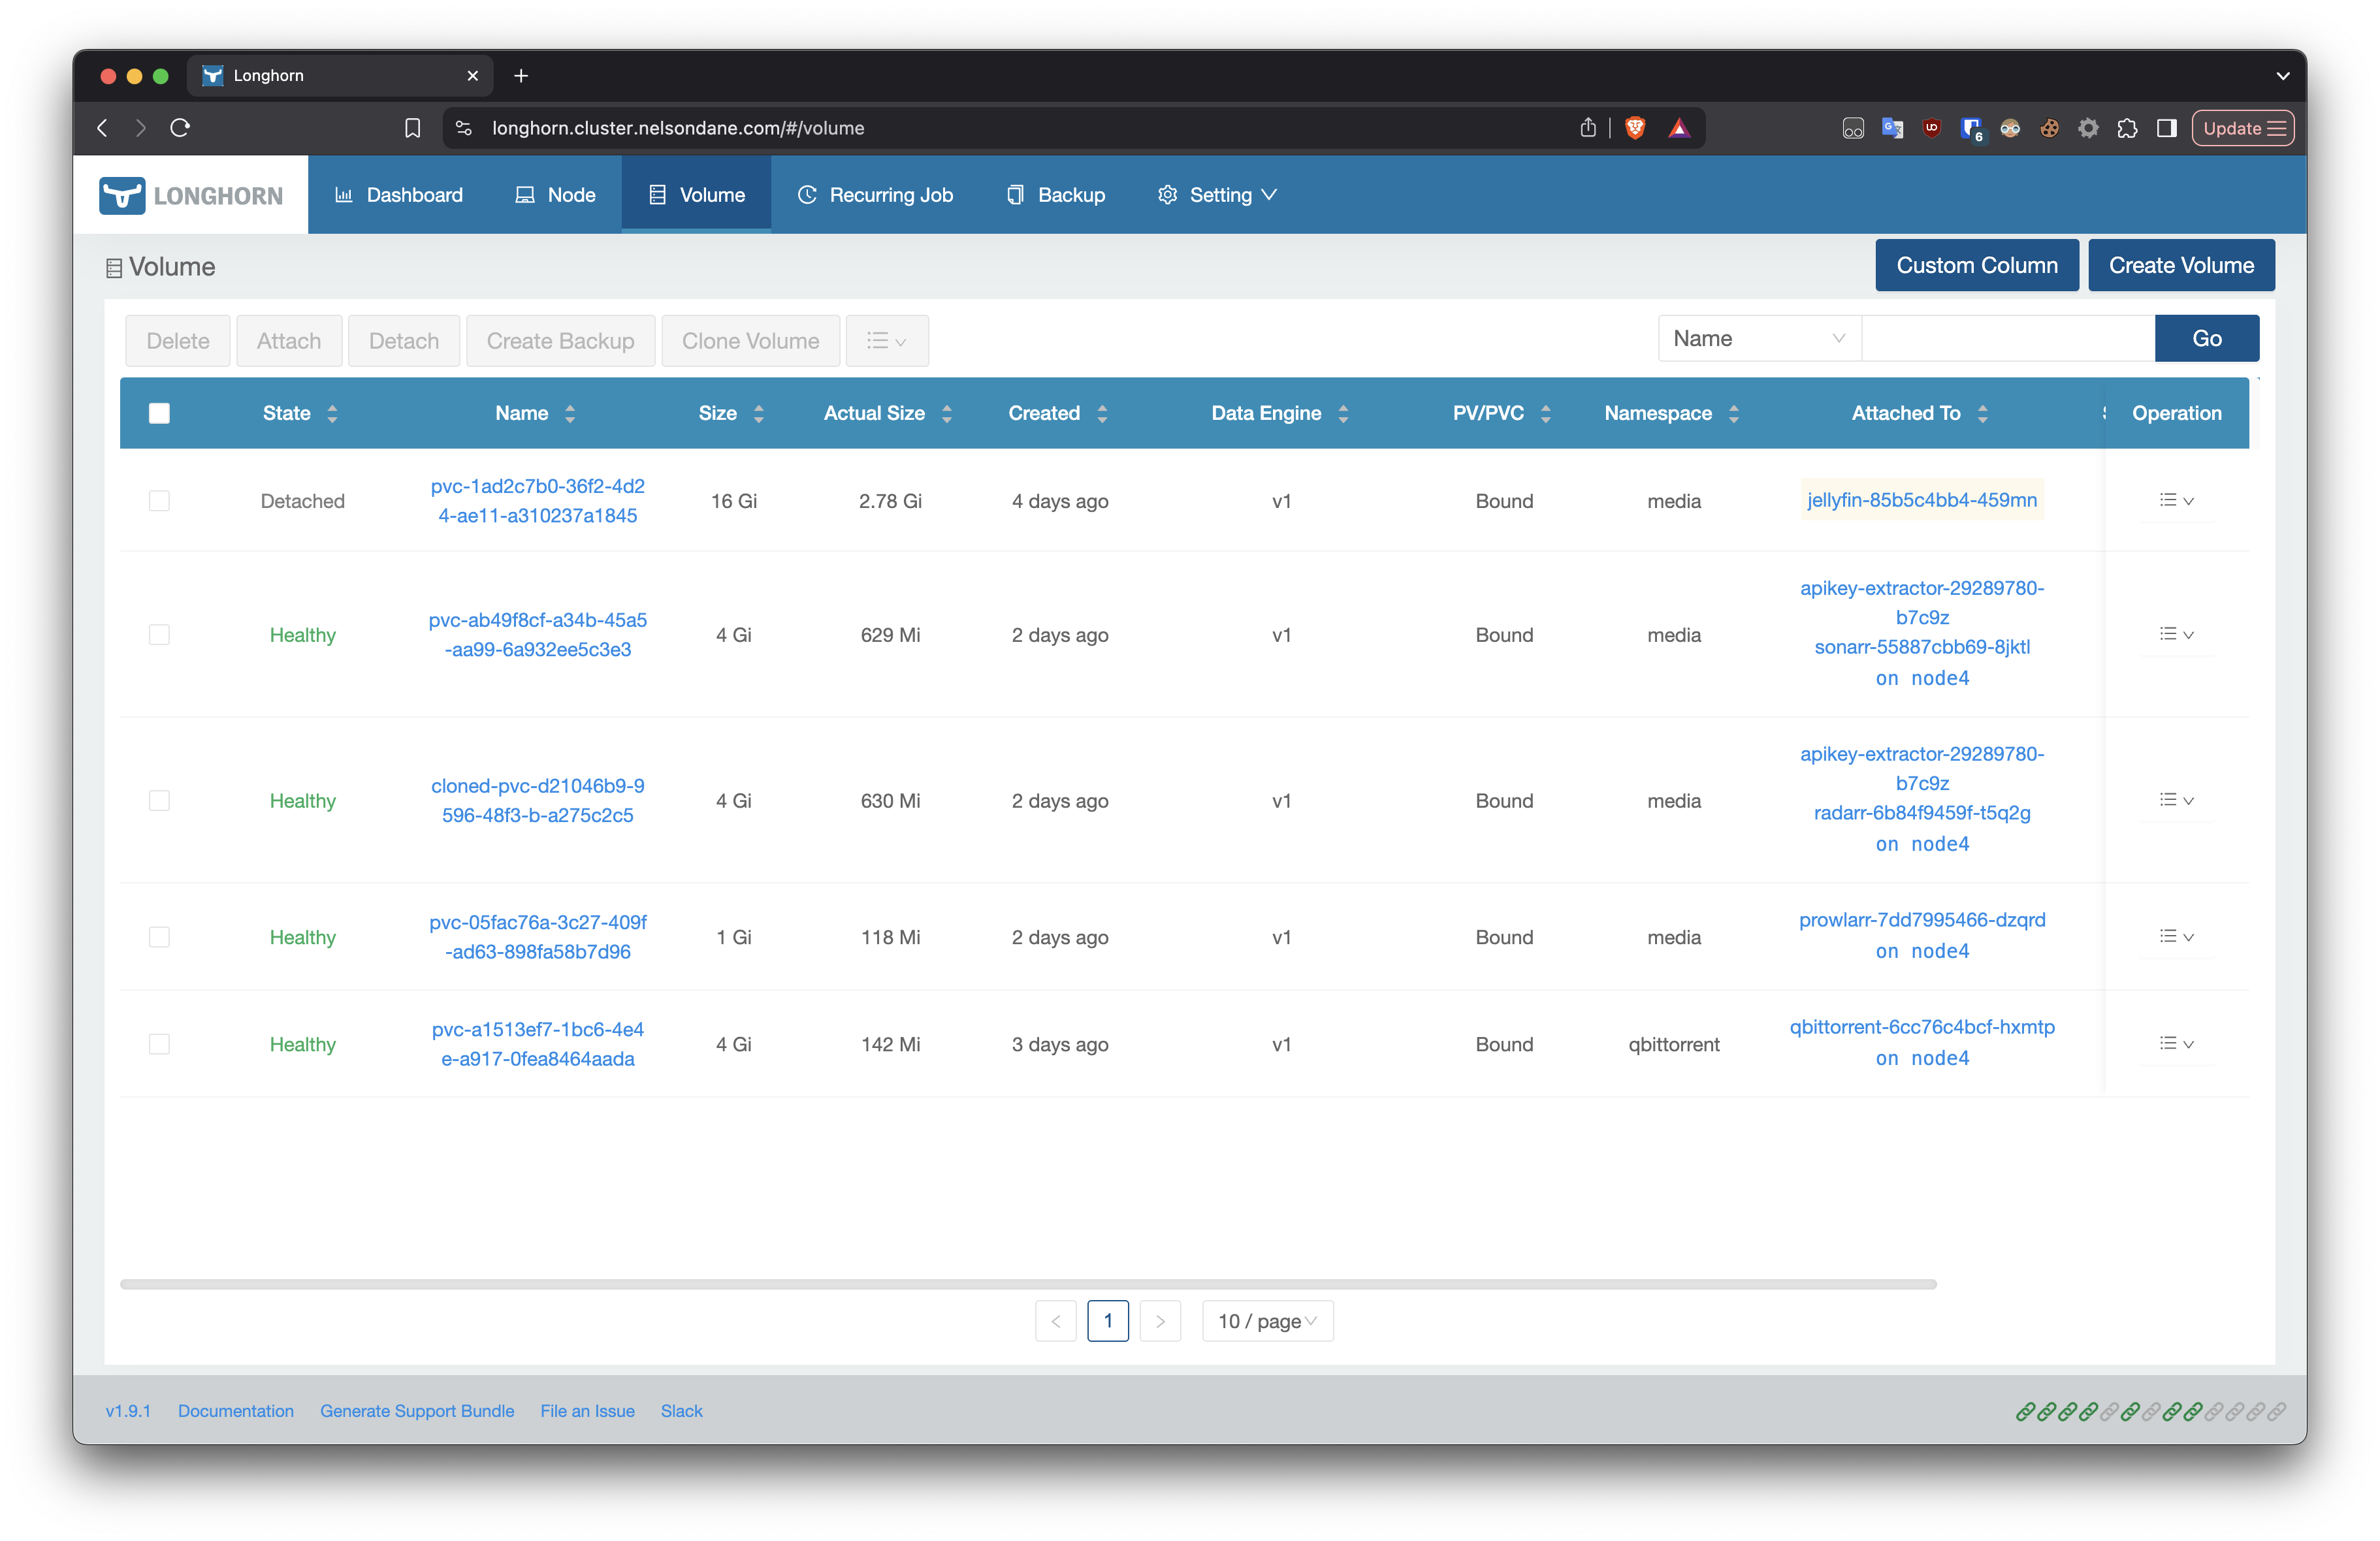 Longhorn
longhorn.cluster.nelsondane.com/#/volume
6
Update
LONGHORN
Dashboard
Node
Volume
Recurring Job
Backup
Setting
Volume
Custom Column
Create Volume
Delete
Attach
Detach
Create Backup
Clone Volume
Name
Go
State
Name
Size
Actual Size
Created
Data Engine
PV/PVC
Namespace
Attached To
Operation
Detached
pvc-1ad2c7b0-36f2-4d2
4-ae11-a310237a1845
16 Gi
2.78 Gi
4 days ago
v1
Bound
media
jellyfin-85b5c4bb4-459mn
Healthy
pvc-ab49f8cf-a34b-45a5
-aa99-6a932ee5c3e3
4 Gi
629 Mi
2 days ago
v1
Bound
media
apikey-extractor-29289780-
b7c9z
sonarr-55887cbb69-8jktl
on node4
Healthy
cloned-pvc-d21046b9-9
596-48f3-b-a275c2c5
4 Gi
630 Mi
2 days ago
v1
Bound
media
apikey-extractor-29289780-
b7c9z
radarr-6b84f9459f-t5q2g
on node4
Healthy
pvc-05fac76a-3c27-409f
-ad63-898fa58b7d96
1 Gi
118 Mi
2 days ago
v1
Bound
media
prowlarr-7dd7995466-dzqrd
on node4
Healthy
pvc-a1513ef7-1bc6-4e4
e-a917-0fea8464aada
4 Gi
142 Mi
3 days ago
v1
Bound
qbittorrent
qbittorrent-6cc76c4bcf-hxmtp
on node4
1
10 / page
v1.9.1
Documentation
Generate Support Bundle
File an Issue
Slack